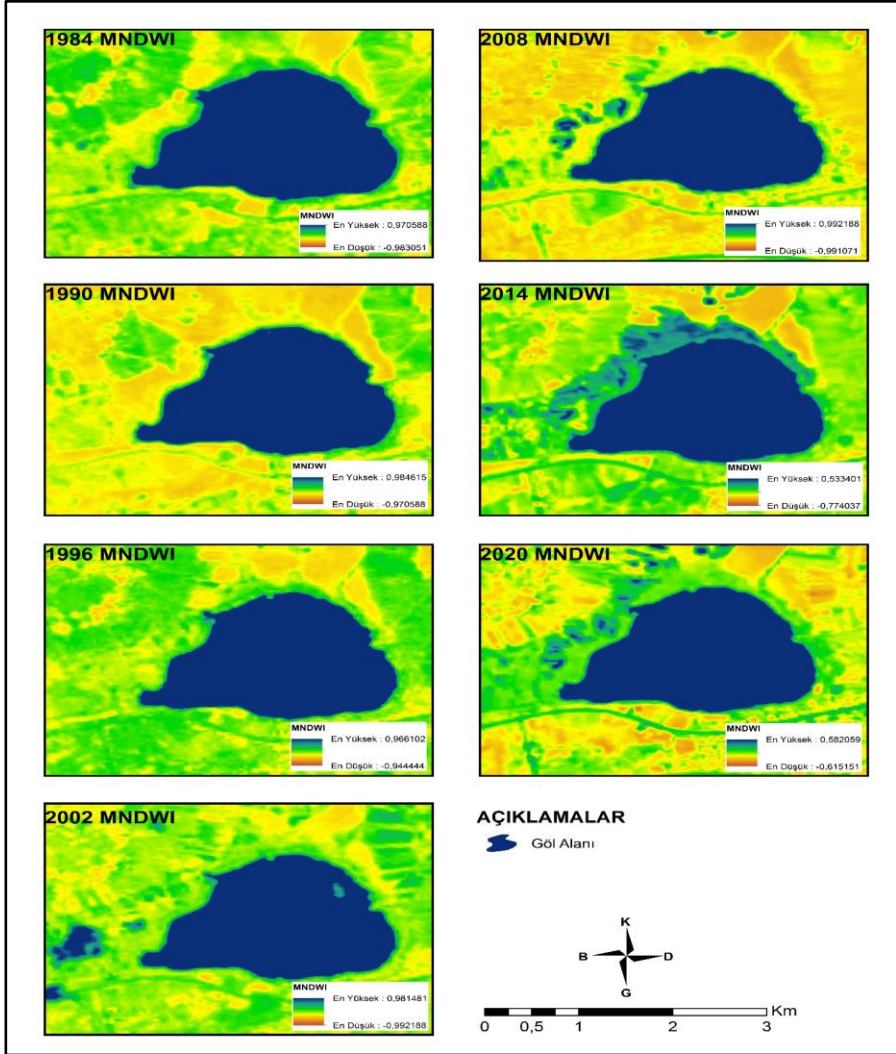 1984 MNDWI
MNDWI
En Yüksek : 0,970588
En Düşük : -0,983051
1990 MNDWI
MNDWI
En Yüksek : 0,984615
En Düşük : -0,970588
1996 MNDWI
MNDWI
En Yüksek : 0,966102
En Düşük : -0,944444
2002 MNDWI
MNDWI
En Yüksek : 0,981481
En Düşük : -0,992188
2008 MNDWI
MNDWI
En Yüksek : 0,992188
En Düşük : -0,991071
2014 MNDWI
MNDWI
En Yüksek : 0,533401
En Düşük : -0,774037
2020 MNDWI
MNDWI
En Yüksek : 0,582059
En Düşük : -0,615151
AÇIKLAMALAR
Göl Alanı
K
B D
G
Km
0 0,5 1 2 3